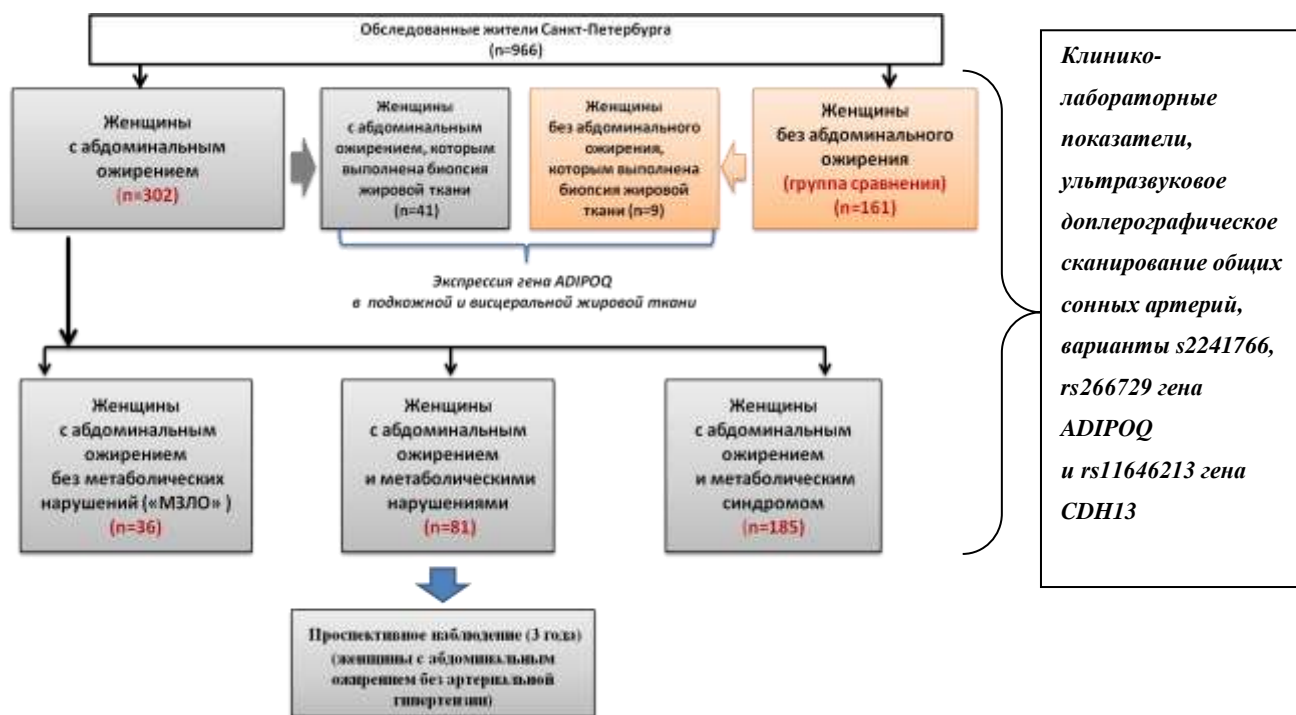 Обследованные жители Санкт-Петербурга
(n=966)
Женщины
с абдоминальным
ожирением
(n=302)
Женщины
с абдоминальным
ожирением, которым
выполнена биопсия
жировой ткани
(n=41)
Женщины
без абдоминального
ожирения,
которым выполнена
биопсия жировой
ткани (n=9)
Женщины
без абдоминального
ожирения
(группа сравнения)
(n=161)
Экспрессия гена ADIPOQ
в подкожной и висцеральной жировой ткани
Женщины
с абдоминальным
ожирением
без метаболических
нарушений («МЗЛО» )
(n=36)
Женщины
с абдоминальным
ожирением
и метаболическими
нарушениями
(n=81)
Женщины
с абдоминальным
ожирением
и метаболическим
синдромом
(n=185)
Проспективное наблюдение (3 года)
(женщины с абдоминальным
ожирением без артериальной
гипертензии)
Клинико-
лабораторные
показатели,
ультразвуковое
доплерографическое
сканирование общих
сонных артерий,
варианты s2241766,
rs266729 гена
ADIPOQ
и rs11646213 гена
CDH13